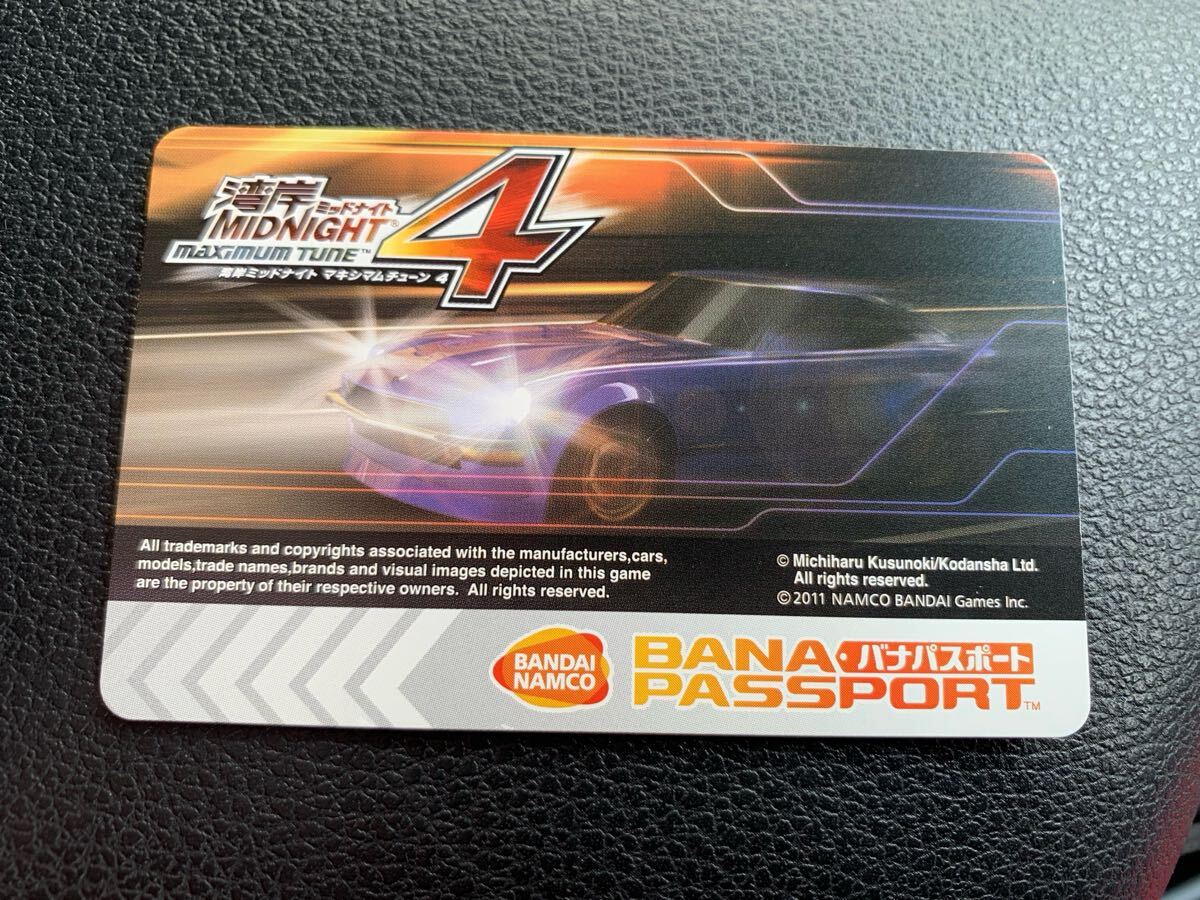 湾岸
ミッドナイト
MIDNIGHT®
MAXIMUM TUNE™
4
湾岸ミッドナイト マキシマムチューン 4
All trademarks and copyrights associated with the manufacturers,cars,
models,trade names,brands and visual images depicted in this game
are the property of their respective owners. All rights reserved.
© Michiharu Kusunoki/Kodansha Ltd.
All rights reserved.
© 2011 NAMCO BANDAI Games Inc.
BANDAI
NAMCO
BANA・バナパスポート
PASSPORT™